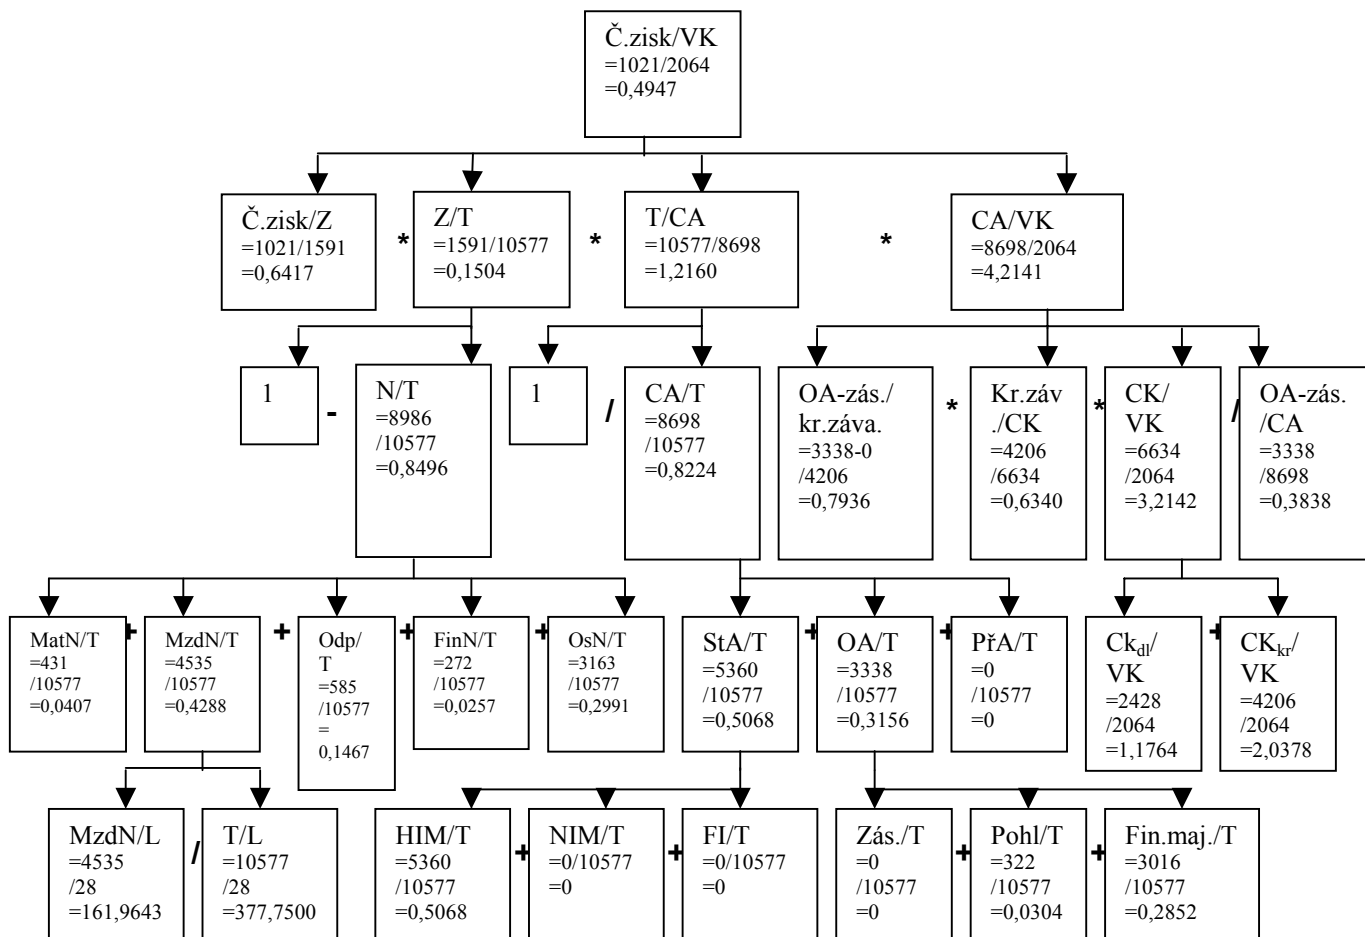 Č.zisk/VK
=1021/2064
=0,4947
Č.zisk/Z
=1021/1591
=0,6417
*
Z/T
=1591/10577
=0,1504
*
T/CA
=10577/8698
=1,2160
*
CA/VK
=8698/2064
=4,2141
1
-
N/T
=8986
/10577
=0,8496
1
/
CA/T
=8698
/10577
=0,8224
OA-zás./
kr.záva.
=3338-0
/4206
=0,7936
*
Kr.záv
./CK
=4206
/6634
=0,6340
*
CK/
VK
=6634
/2064
=3,2142
/
OA-zás.
/CA
=3338
/8698
=0,3838
MatN/T
=431
/10577
=0,0407
+
MzdN/T
=4535
/10577
=0,4288
+
Odp/
T
=585
/10577
=
0,1467
+
FinN/T
=272
/10577
=0,0257
+
OsN/T
=3163
/10577
=0,2991
StA/T
=5360
/10577
=0,5068
+
OA/T
=3338
/10577
=0,3156
+
PřA/T
=0
/10577
=0
Ckdl/
VK
=2428
/2064
=1,1764
+
CKkr/
VK
=4206
/2064
=2,0378
MzdN/L
=4535
/28
=161,9643
/
T/L
=10577
/28
=377,7500
HIM/T
=5360
/10577
=0,5068
+
NIM/T
=0/10577
=0
+
FI/T
=0/10577
=0
Zás./T
=0
/10577
=0
+
Pohl/T
=322
/10577
=0,0304
+
Fin.maj./T
=3016
/10577
=0,2852